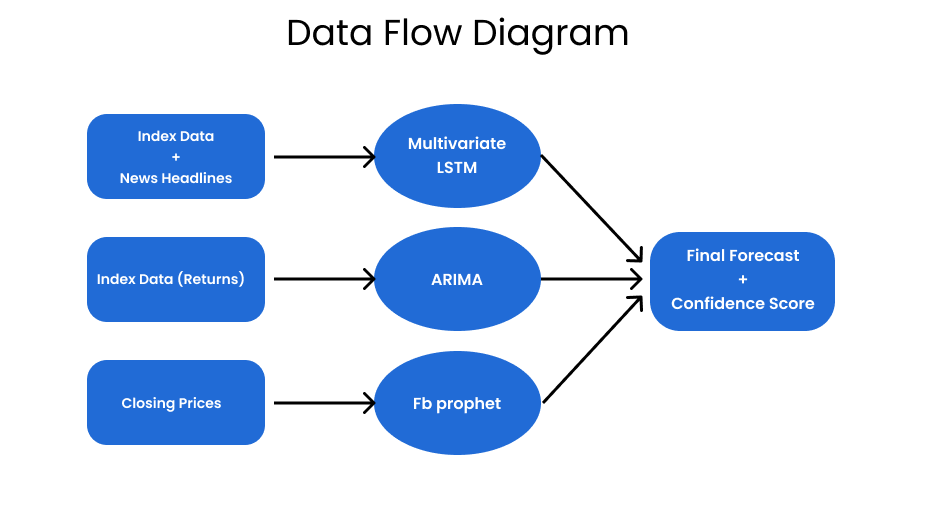 Data Flow Diagram
Index Data
+
News Headlines
Multivariate
LSTM
Index Data (Returns)
ARIMA
Final Forecast
+
Confidence Score
Closing Prices
Fb prophet